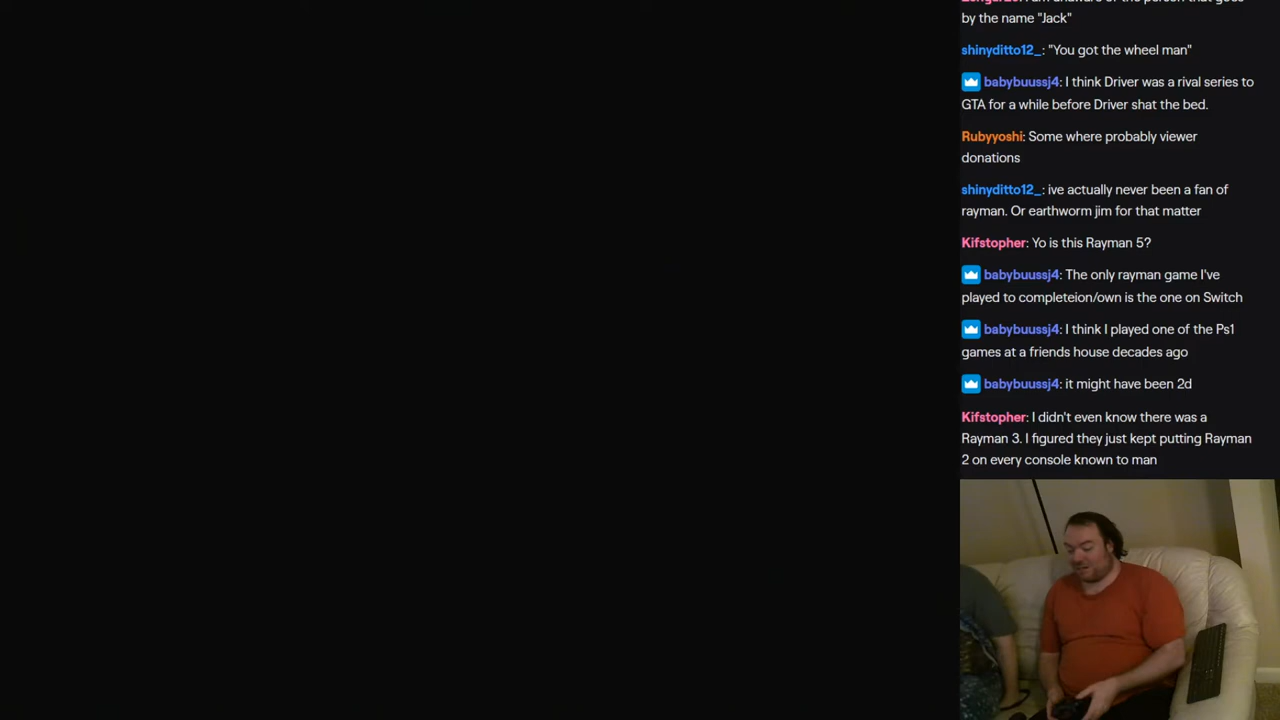 by the name "Jack"
shinyditto12_: "You got the wheel man"
babybuussj4: I think Driver was a rival series to
GTA for a while before Driver shat the bed.
Rubyyoshi: Some where probably viewer
donations
shinyditto12_: ive actually never been a fan of
rayman. Or earthworm jim for that matter
Kifstopher: Yo is this Rayman 5?
babybuussj4: The only rayman game I've
played to completeion/own is the one on Switch
babybuussj4: I think I played one of the Ps1
games at a friends house decades ago
babybuussj4: it might have been 2d
Kifstopher: I didn't even know there was a
Rayman 3. I figured they just kept putting Rayman
2 on every console known to man